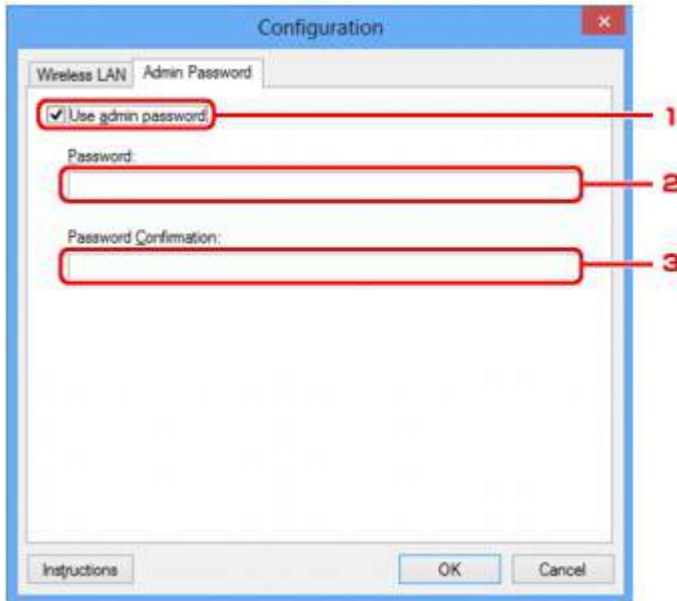 Configuration
Wireless LAN Admin Password
Use admin password 1
Password:
2
Password Confirmation:
3
Instructions OK Cancel